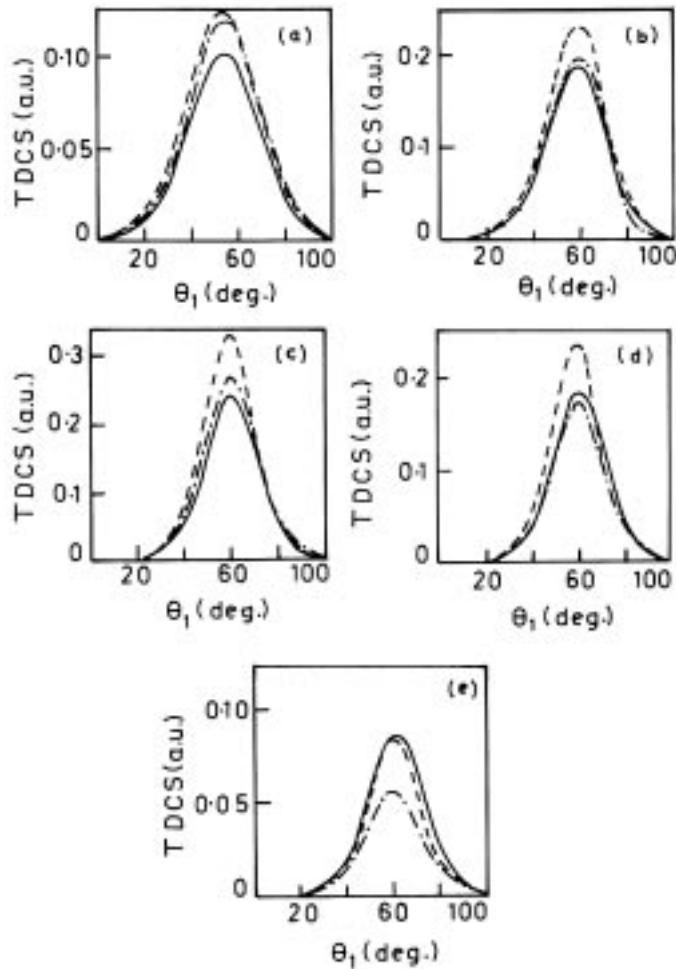 (a)
TDCS (a.u.)
0·10
0·05
0
20 60 100
θ₁ (deg.)
(b)
TDCS (a.u.)
0·2
0·1
0
20 60 100
θ₁ (deg.)
(c)
TDCS (a.u.)
0·3
0·2
0·1
0
20 60 100
θ₁ (deg.)
(d)
TDCS (a.u.)
0·2
0·1
0
20 60 100
θ₁ (deg.)
(e)
TDCS (a.u.)
0·10
0·05
0
20 60 100
θ₁ (deg.)